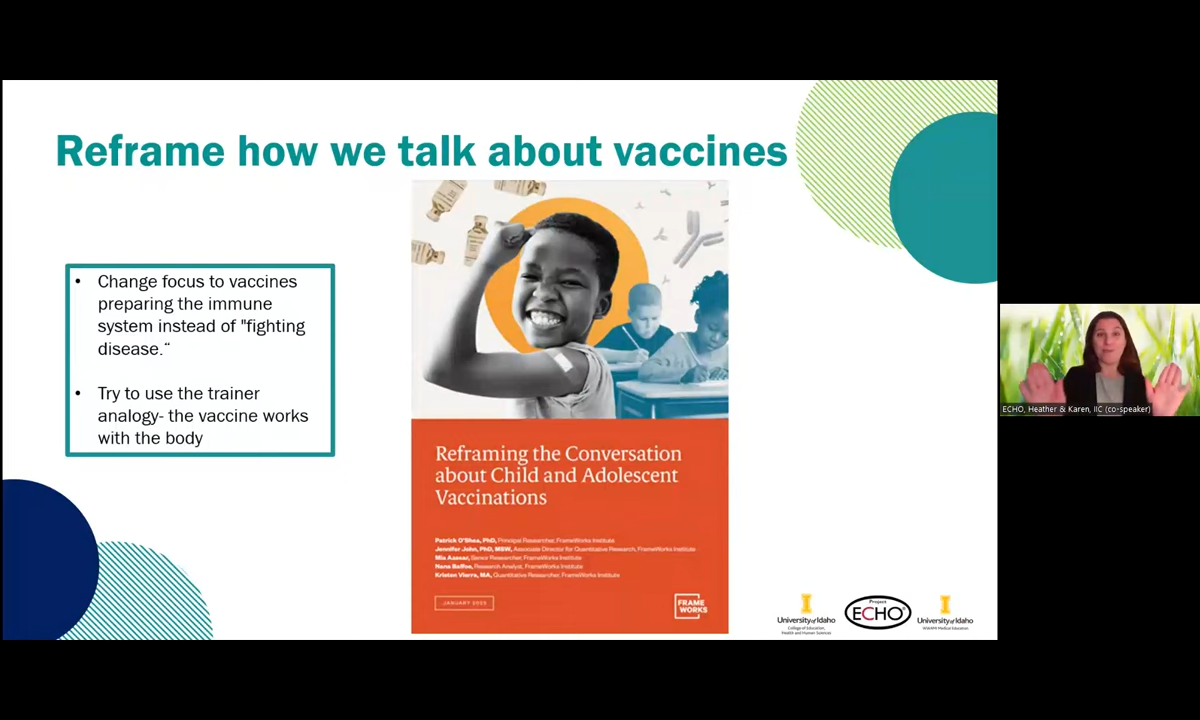 Reframe how we talk about vaccines
• Change focus to vaccines
preparing the immune
system instead of "fighting
disease.“
• Try to use the trainer
analogy- the vaccine works
with the body
Reframing the Conversation
about Child and Adolescent
Vaccinations
Patrick O'Shea, PhD, Principal Researcher, FrameWorks Institute
Jennifer John, PhD, MSW, Associate Director for Quantitative Research, FrameWorks Institute
Mia Aassar, Senior Researcher, FrameWorks Institute
Nana Baffoe, Research Analyst, FrameWorks Institute
Kristen Vierra, MA, Quantitative Researcher, FrameWorks Institute
JANUARY
FRAME
WORKS
University of Idaho
College of Education,
Health and Human Sciences
Project
ECHO®
University of Idaho
WWAMI Medical Education
ECHO, Heather & Karen, IIC (co-speaker)